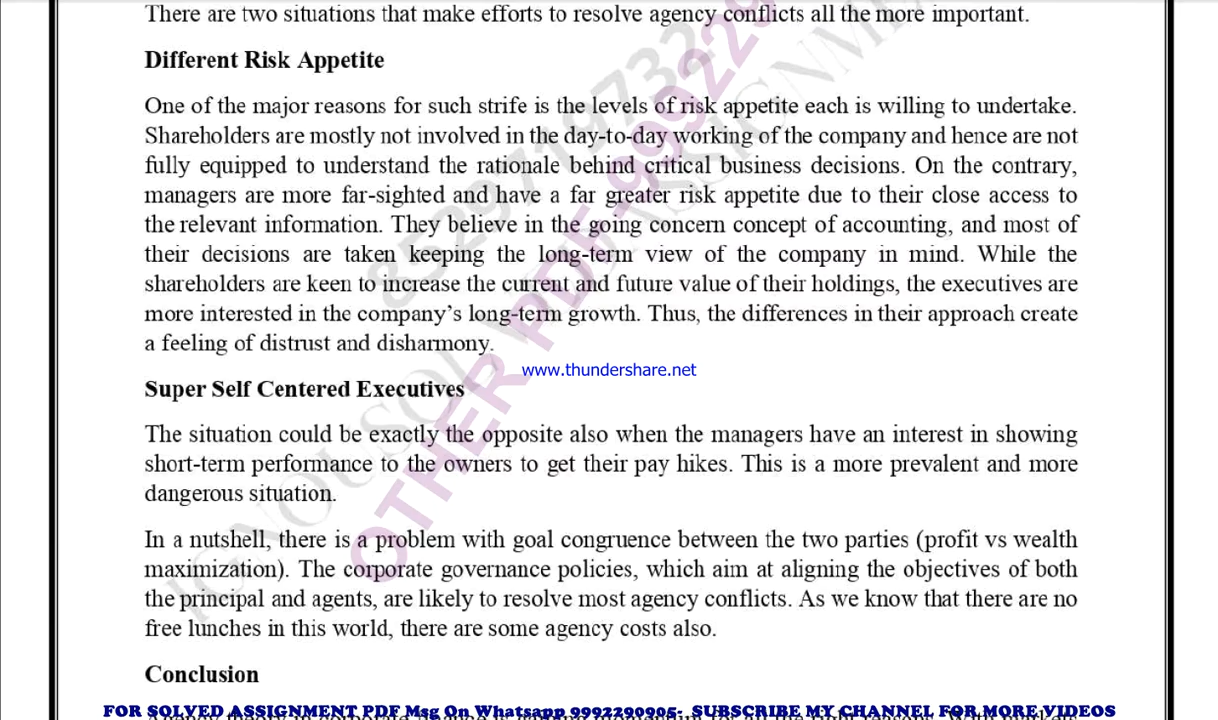 There are two situations that make efforts to resolve agency conflicts all the more important.
Different Risk Appetite
One of the major reasons for such strife is the levels of risk appetite each is willing to undertake.
Shareholders are mostly not involved in the day-to-day working of the company and hence are not
fully equipped to understand the rationale behind critical business decisions. On the contrary,
managers are more far-sighted and have a far greater risk appetite due to their close access to
the relevant information. They believe in the going concern concept of accounting, and most of
their decisions are taken keeping the long-term view of the company in mind. While the
shareholders are keen to increase the current and future value of their holdings, the executives are
more interested in the company's long-term growth. Thus, the differences in their approach create
a feeling of distrust and disharmony.
www.thundershare.net
Super Self Centered Executives
The situation could be exactly the opposite also when the managers have an interest in showing
short-term performance to the owners to get their pay hikes. This is a more prevalent and more
dangerous situation.
In a nutshell, there is a problem with goal congruence between the two parties (profit vs wealth
maximization). The corporate governance policies, which aim at aligning the objectives of both
the principal and agents, are likely to resolve most agency conflicts. As we know that there are no
free lunches in this world, there are some agency costs also.
Conclusion
FOR SOLVED ASSIGNMENT PDF Msg On Whatsapp 9992290905- SUBSCRIBE MY CHANNEL FOR MORE VIDEOS
8529719732
OTHER PDF-999229